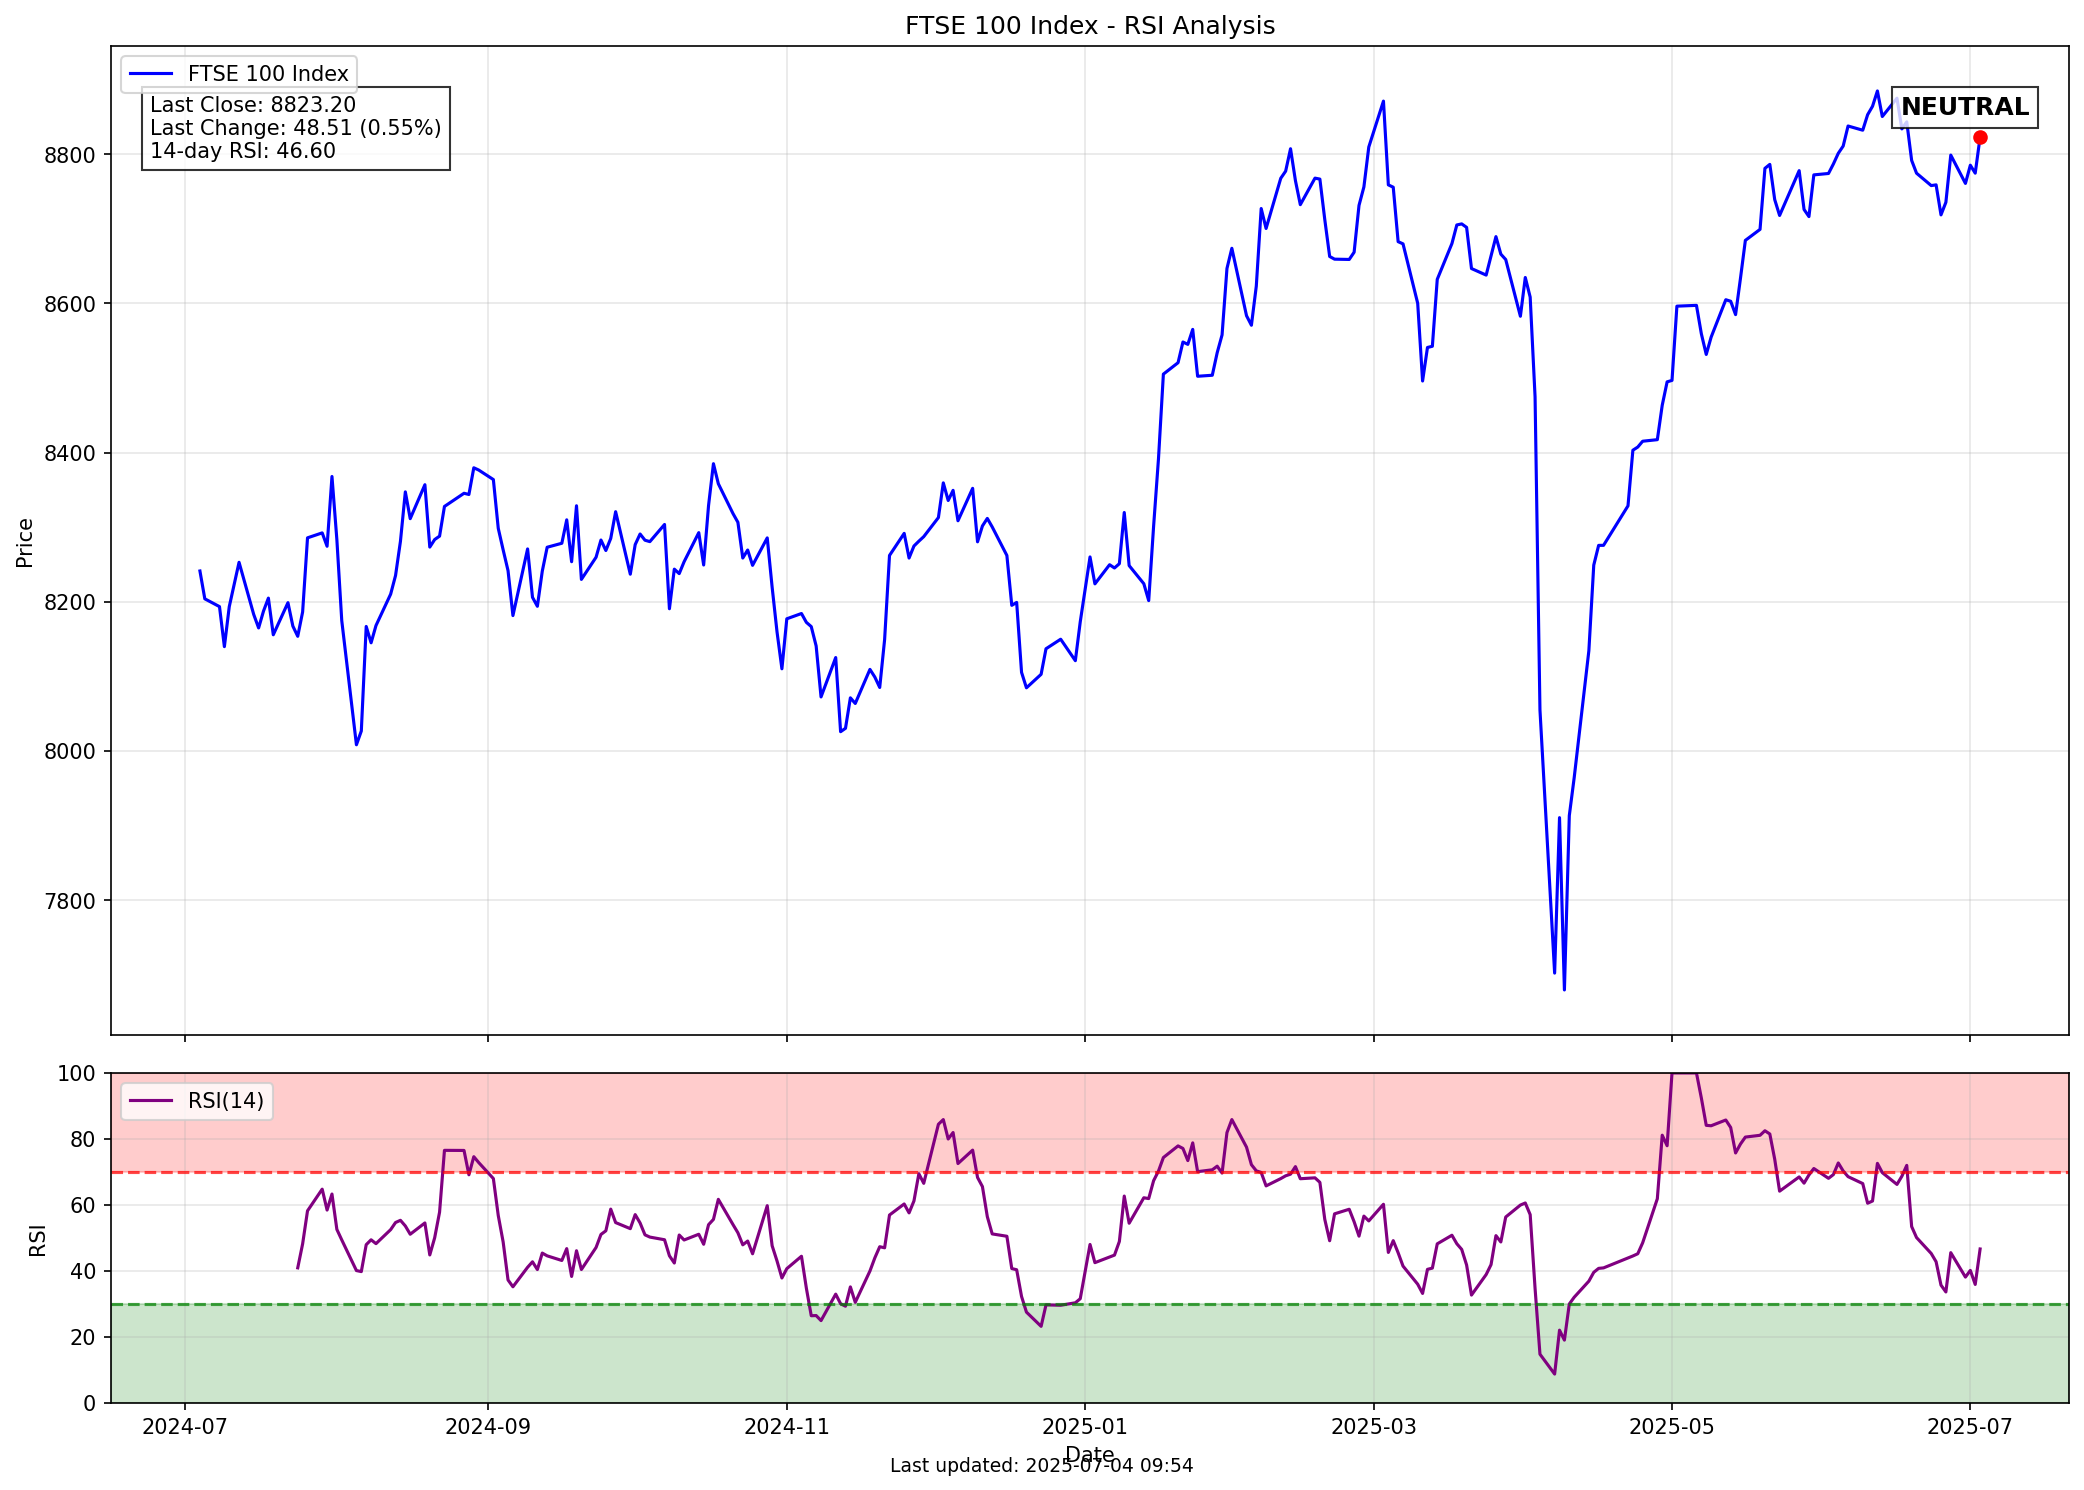 FTSE 100 Index - RSI Analysis
FTSE 100 Index
Last Close: 8823.20
Last Change: 48.51 (0.55%)
14-day RSI: 46.60
NEUTRAL
Price
8800
8600
8400
8200
8000
7800
RSI(14)
RSI
100
80
60
40
20
0
2024-07
2024-09
2024-11
2025-01
2025-03
2025-05
2025-07
Date
Last updated: 2025-07-04 09:54